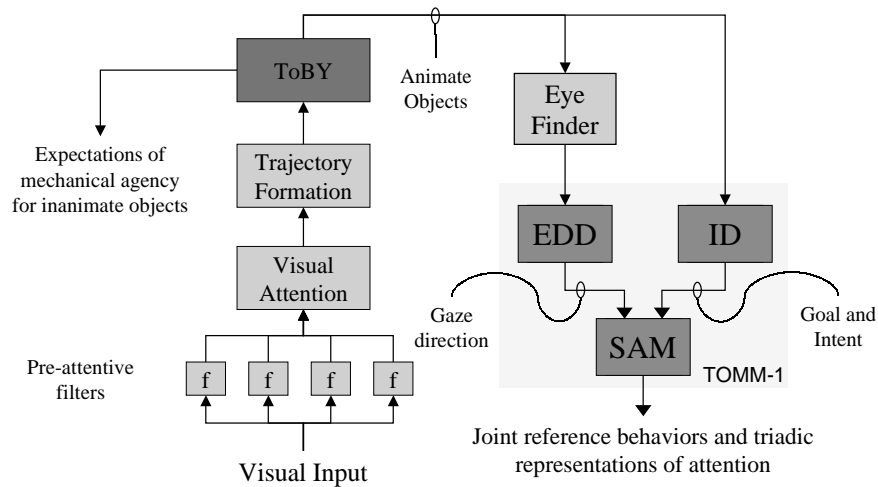 ToBY
Animate
Objects
Eye
Finder
Expectations of
mechanical agency
for inanimate objects
Trajectory
Formation
EDD
ID
Visual
Attention
Gaze
direction
Goal and
Intent
SAM
TOMM-1
Pre-attentive
filters
f
f
f
f
Joint reference behaviors and triadic
representations of attention
Visual Input